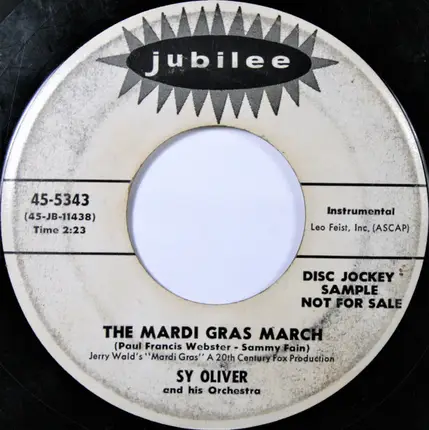 jubilee
45-5343
(45-JB-11438)
Time 2:23
Instrumental
Leo Feist, Inc, (ASCAP)
DISC JOCKEY
SAMPLE
NOT FOR SALE
THE MARDI GRAS MARCH
(Paul Francis Webster - Sammy Fain)
Jerry Wald's "Mardi Gras" A 20th Century Fox Production
SY OLIVER
and his Orchestra